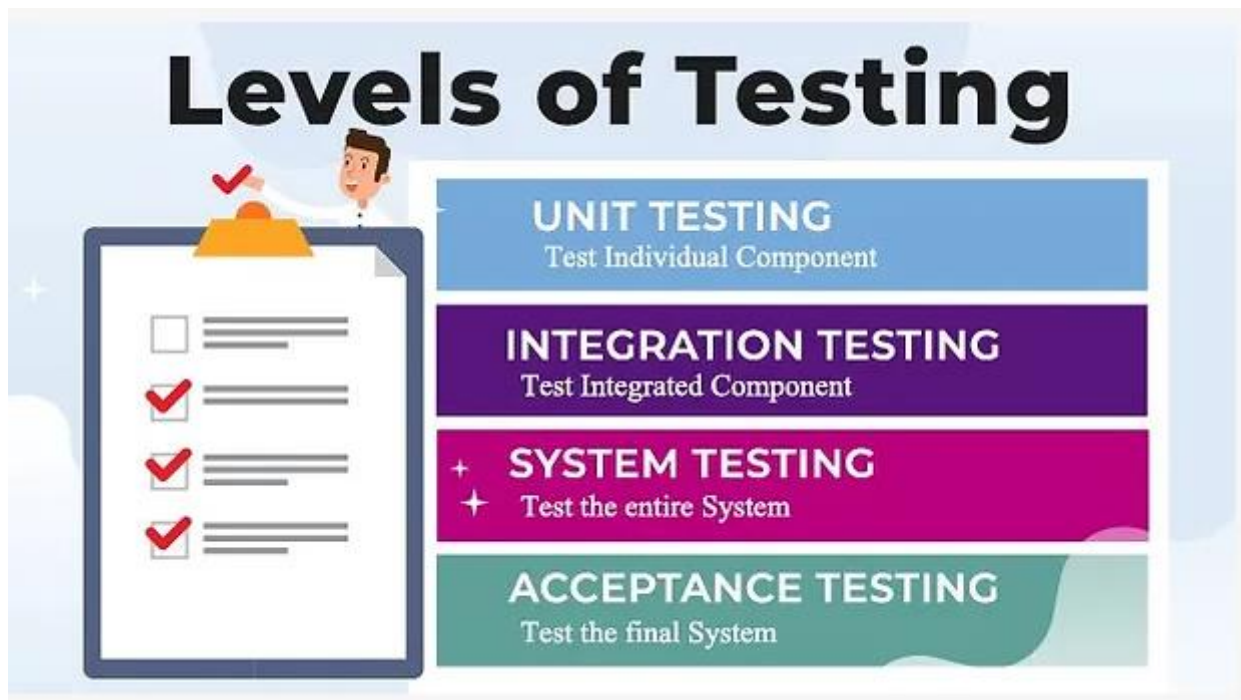 Levels of Testing
UNIT TESTING
Test Individual Component
INTEGRATION TESTING
Test Integrated Component
SYSTEM TESTING
Test the entire System
ACCEPTANCE TESTING
Test the final System